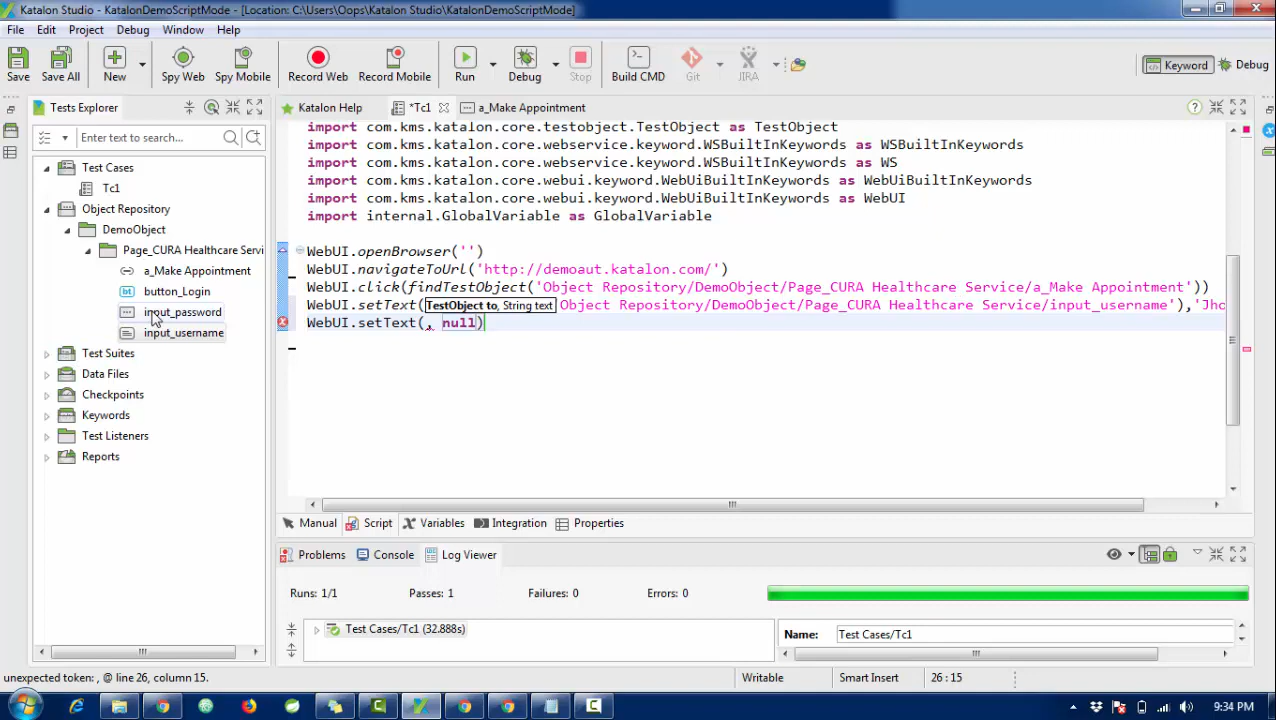 Katalon Studio - KatalonDemoScriptMode - [Location: C:\Users\Oops\Katalon Studio\KatalonDemoScriptMode]
File Edit Project Debug Window Help
Save Save All New Spy Web Spy Mobile Record Web Record Mobile Run Debug Stop Build CMD Git JIRA Keyword Debug
Tests Explorer
Katalon Help *Tc1 a_Make Appointment
Enter text to search...
Test Cases
Tc1
Object Repository
DemoObject
Page_CURA Healthcare Servi
a_Make Appointment
button_Login
input_password
input_username
Test Suites
Data Files
Checkpoints
Keywords
Test Listeners
Reports
import com.kms.katalon.core.testobject.TestObject as TestObject
import com.kms.katalon.core.webservice.keyword.WSBuiltInKeywords as WSBuiltInKeywords
import com.kms.katalon.core.webservice.keyword.WSBuiltInKeywords as WS
import com.kms.katalon.core.webui.keyword.WebUiBuiltInKeywords as WebUiBuiltInKeywords
import com.kms.katalon.core.webui.keyword.WebUiBuiltInKeywords as WebUI
import internal.GlobalVariable as GlobalVariable
WebUI.openBrowser('')
WebUI.navigateToUrl('http://demoaut.katalon.com/')
WebUI.click(findTestObject('Object Repository/DemoObject/Page_CURA Healthcare Service/a_Make Appointment'))
WebUI.setText( TestObject to, String text Object Repository/DemoObject/Page_CURA Healthcare Service/input_username'),'Jho
WebUI.setText(, null)
Manual Script Variables Integration Properties
Problems Console Log Viewer
Runs: 1/1 Passes: 1 Failures: 0 Errors: 0
Test Cases/Tc1 (32.888s)
Name: Test Cases/Tc1
unexpected token: , @ line 26, column 15. Writable Smart Insert 26 : 15
9:34 PM